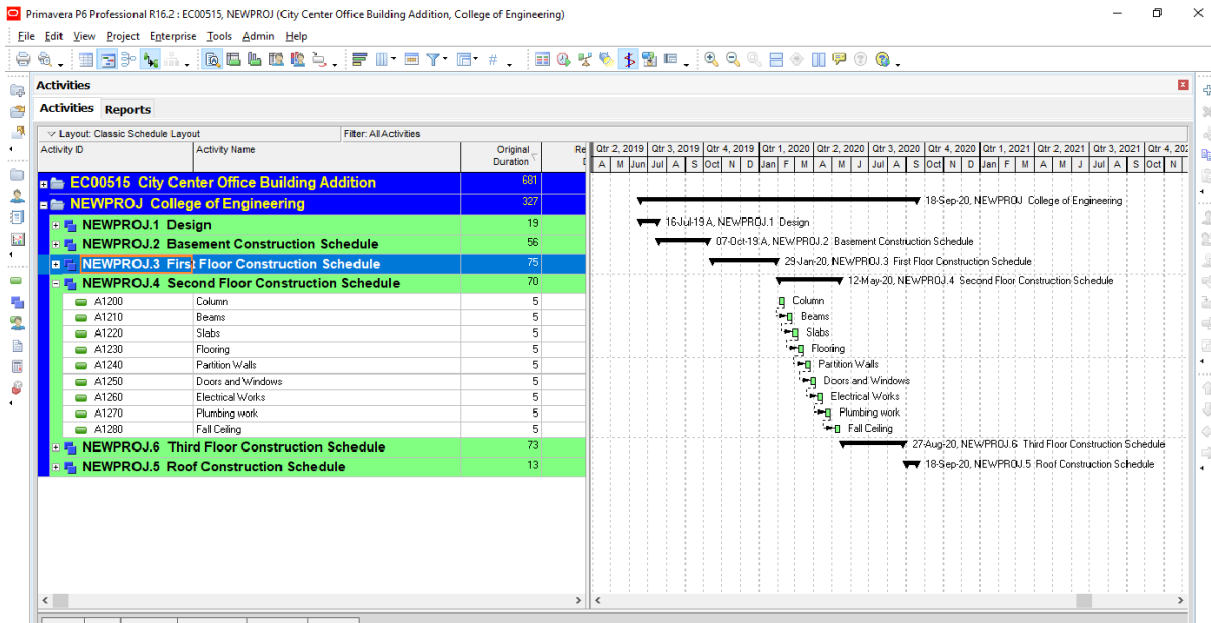 Primavera P6 Professional R16.2 : EC00515, NEWPROJ (City Center Office Building Addition, College of Engineering)
File Edit View Project Enterprise Tools Admin Help
Activities
Activities Reports
Layout: Classic Schedule Layout Filter: All Activities
Activity ID Activity Name Original Duration Re D Qtr 2, 2019 Qtr 3, 2019 Qtr 4, 2019 Qtr 1, 2020 Qtr 2, 2020 Qtr 3, 2020 Qtr 4, 2020 Qtr 1, 2021 Qtr 2, 2021 Qtr 3, 2021 Qtr 4, 202
A M Jun Jul A S Oct N D Jan F M A M J Jul A S Oct N D Jan F M A M J Jul A S Oct N
EC00515 City Center Office Building Addition 681
NEWPROJ College of Engineering 327 18-Sep-20, NEWPROJ College of Engineering
NEWPROJ.1 Design 19 16-Jul-19 A, NEWPROJ.1 Design
NEWPROJ.2 Basement Construction Schedule 56 07-Oct-19 A, NEWPROJ.2 Basement Construction Schedule
NEWPROJ.3 First Floor Construction Schedule 75 29-Jan-20, NEWPROJ.3 First Floor Construction Schedule
NEWPROJ.4 Second Floor Construction Schedule 70 12-May-20, NEWPROJ.4 Second Floor Construction Schedule
A1200 Column 5 Column
A1210 Beams 5 Beams
A1220 Slabs 5 Slabs
A1230 Flooring 5 Flooring
A1240 Partition Walls 5 Partition Walls
A1250 Doors and Windows 5 Doors and Windows
A1260 Electrical Works 5 Electrical Works
A1270 Plumbing work 5 Plumbing work
A1280 Fall Ceiling 5 Fall Ceiling
NEWPROJ.6 Third Floor Construction Schedule 73 27-Aug-20, NEWPROJ.6 Third Floor Construction Schedule
NEWPROJ.5 Roof Construction Schedule 13 18-Sep-20, NEWPROJ.5 Roof Construction Schedule